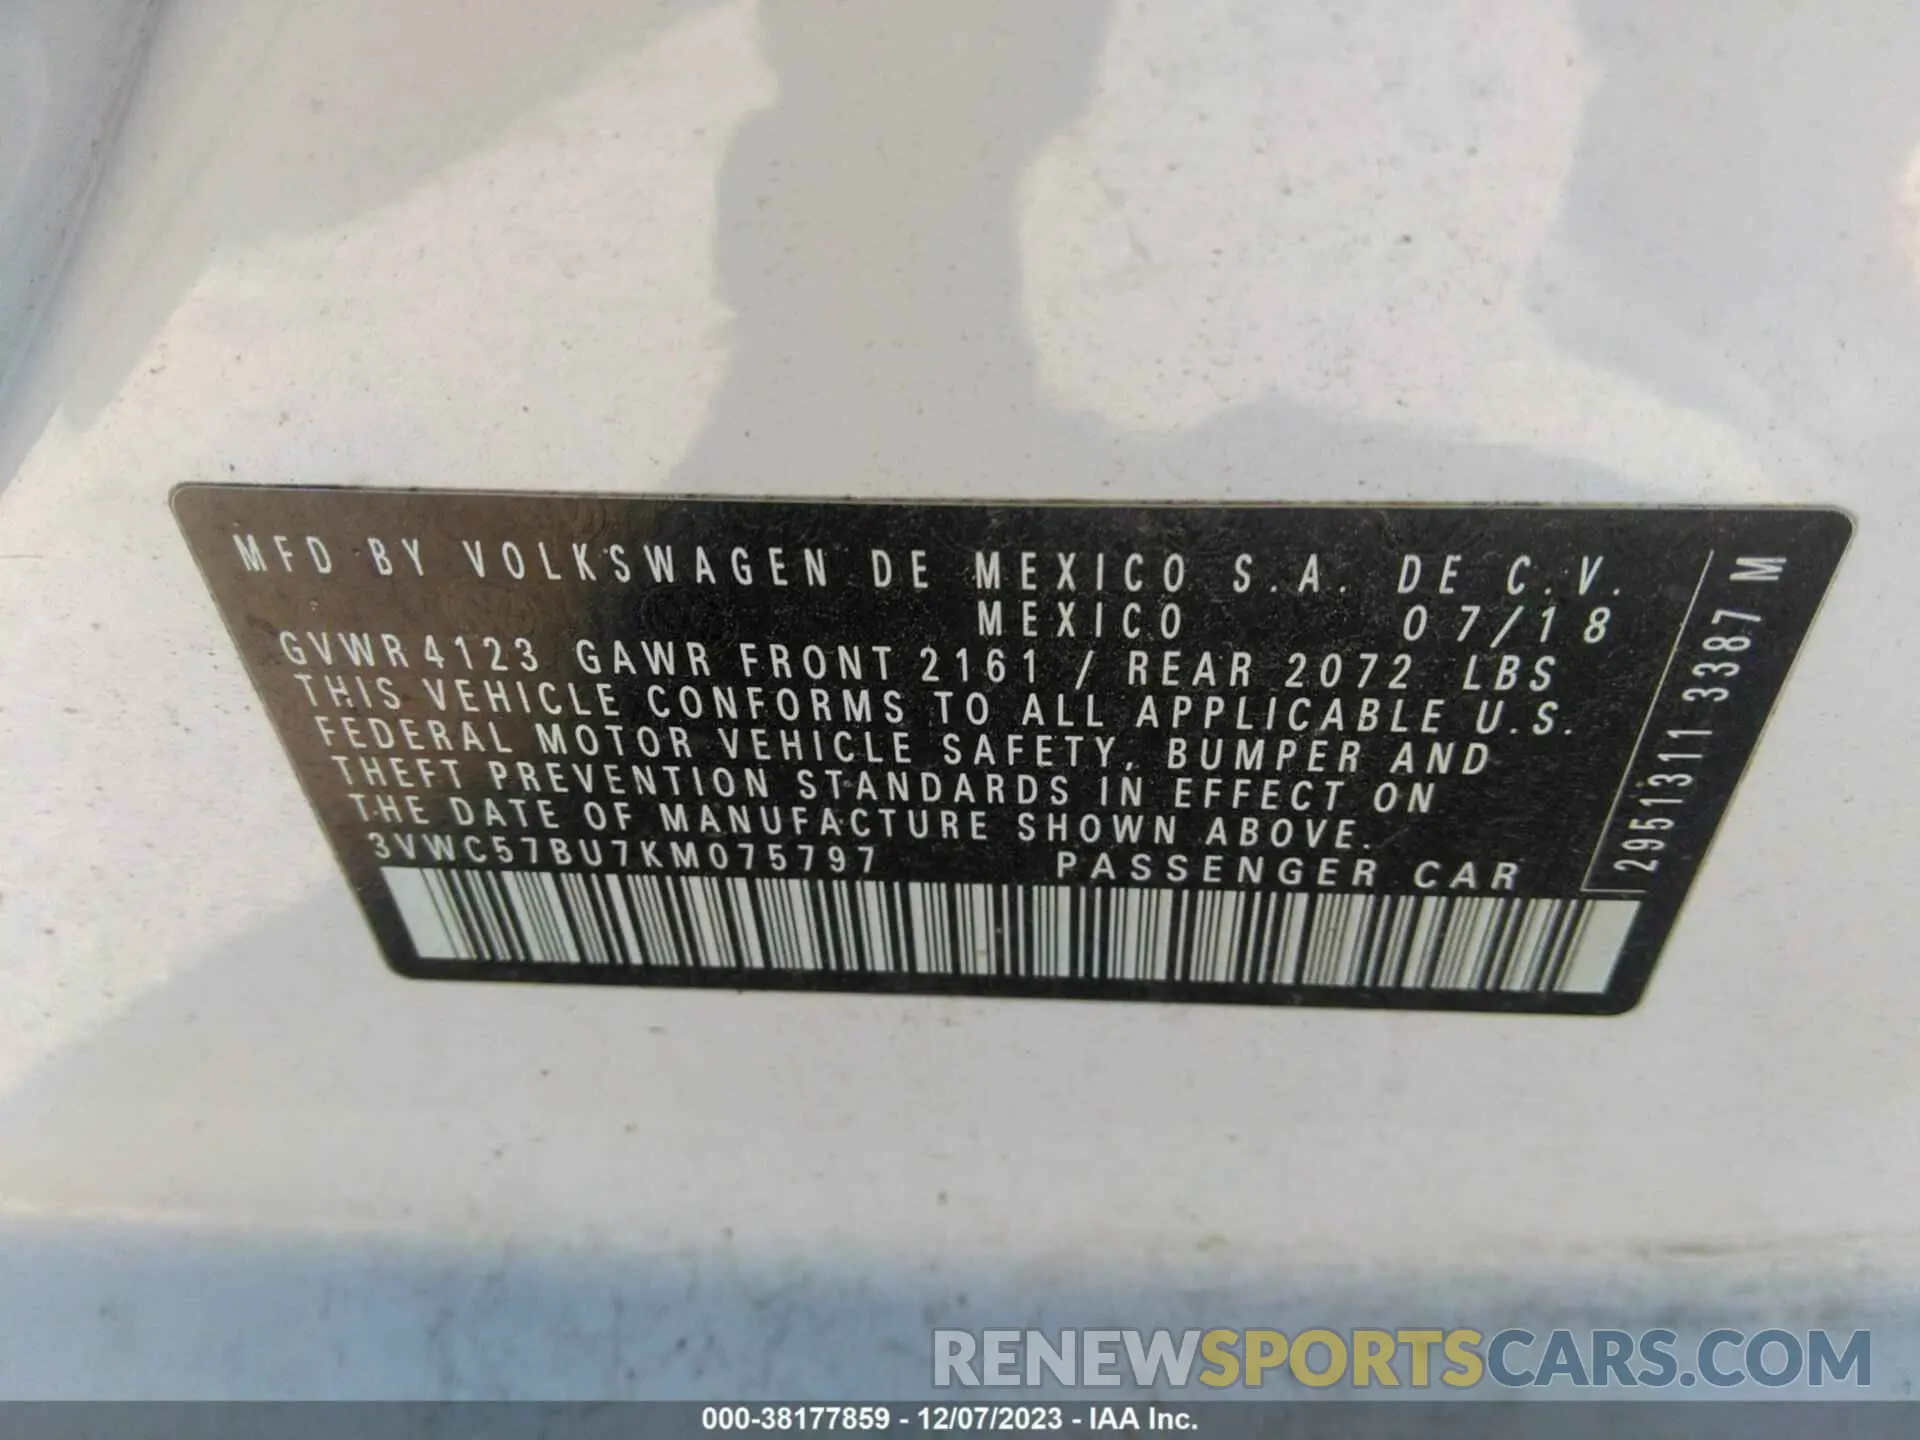 MFD BY VOLKSWAGEN DE MEXICO S.A. DE C.V.
MEXICO 07/18
GVWR 4123 GAWR FRONT 2161 / REAR 2072 LBS
THIS VEHICLE CONFORMS TO ALL APPLICABLE U.S.
FEDERAL MOTOR VEHICLE SAFETY, BUMPER AND
THEFT PREVENTION STANDARDS IN EFFECT ON
THE DATE OF MANUFACTURE SHOWN ABOVE.
3VWC57BU7KM075797 PASSENGER CAR
29513113387 M
RENEWSPORTSCARS.COM
000-38177859 - 12/07/2023 - IAA Inc.